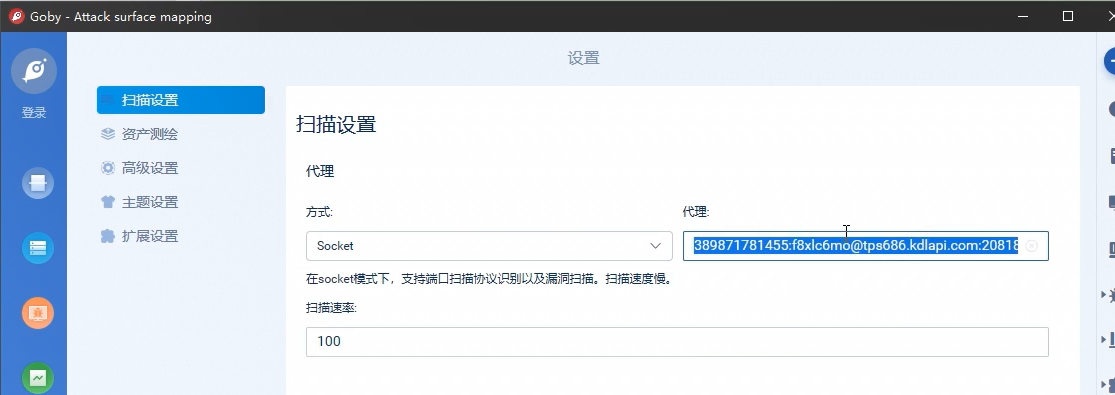 Goby - Attack surface mapping
设置
登录
扫描设置
资产测绘
高级设置
主题设置
扩展设置
扫描设置
代理
方式:
代理:
Socket
389871781455:f8xlc6mo@tps686.kdlapi.com:20818
在socket模式下，支持端口扫描协议识别以及漏洞扫描。扫描速度慢。
扫描速率:
100